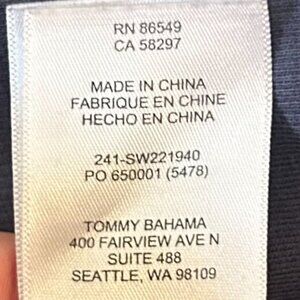 RN 86549
CA 58297
MADE IN CHINA
FABRIQUE EN CHINE
HECHO EN CHINA
241-SW221940
PO 650001 (5478)
TOMMY BAHAMA
400 FAIRVIEW AVE N
SUITE 488
SEATTLE, WA 98109